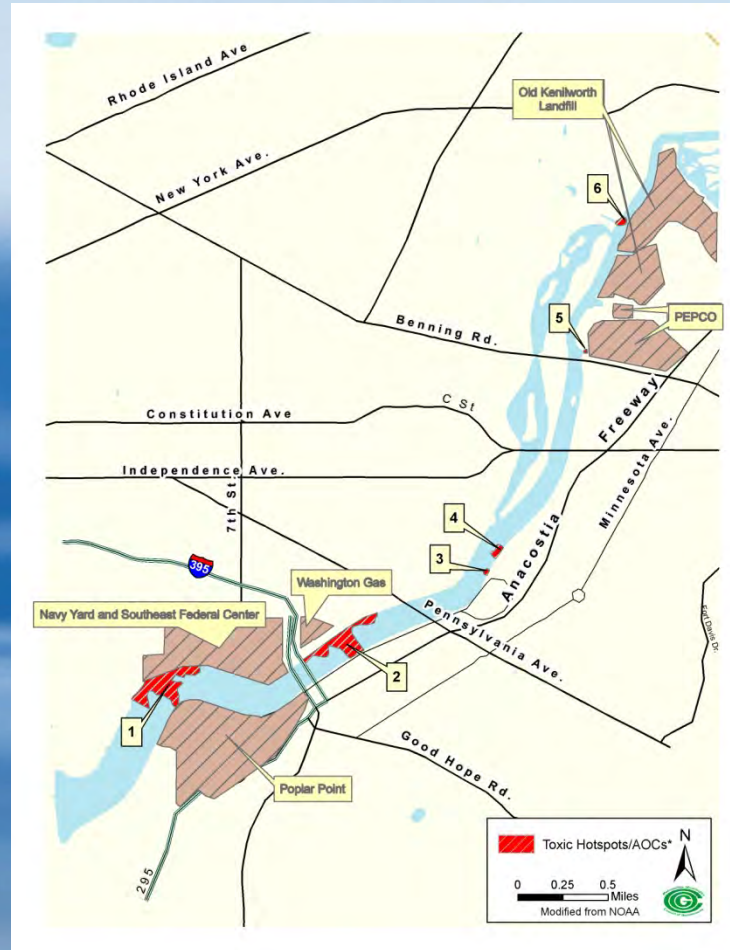 Rhode Island Ave
Old Kenilworth
Landfill
New York Ave.
6
PEPCO
5
Benning Rd.
Freeway
C St
Constitution Ave
Minnesota Ave.
Independence Ave.
7th St.
4
3
Anacostia
395
Washington Gas
Navy Yard and Southeast Federal Center
Pennsylvania Ave.
Fort Davis Dr.
2
1
Good Hope Rd.
Poplar Point
295
Toxic Hotspots/AOCs*
N
0 0.25 0.5
Miles
Modified from NOAA